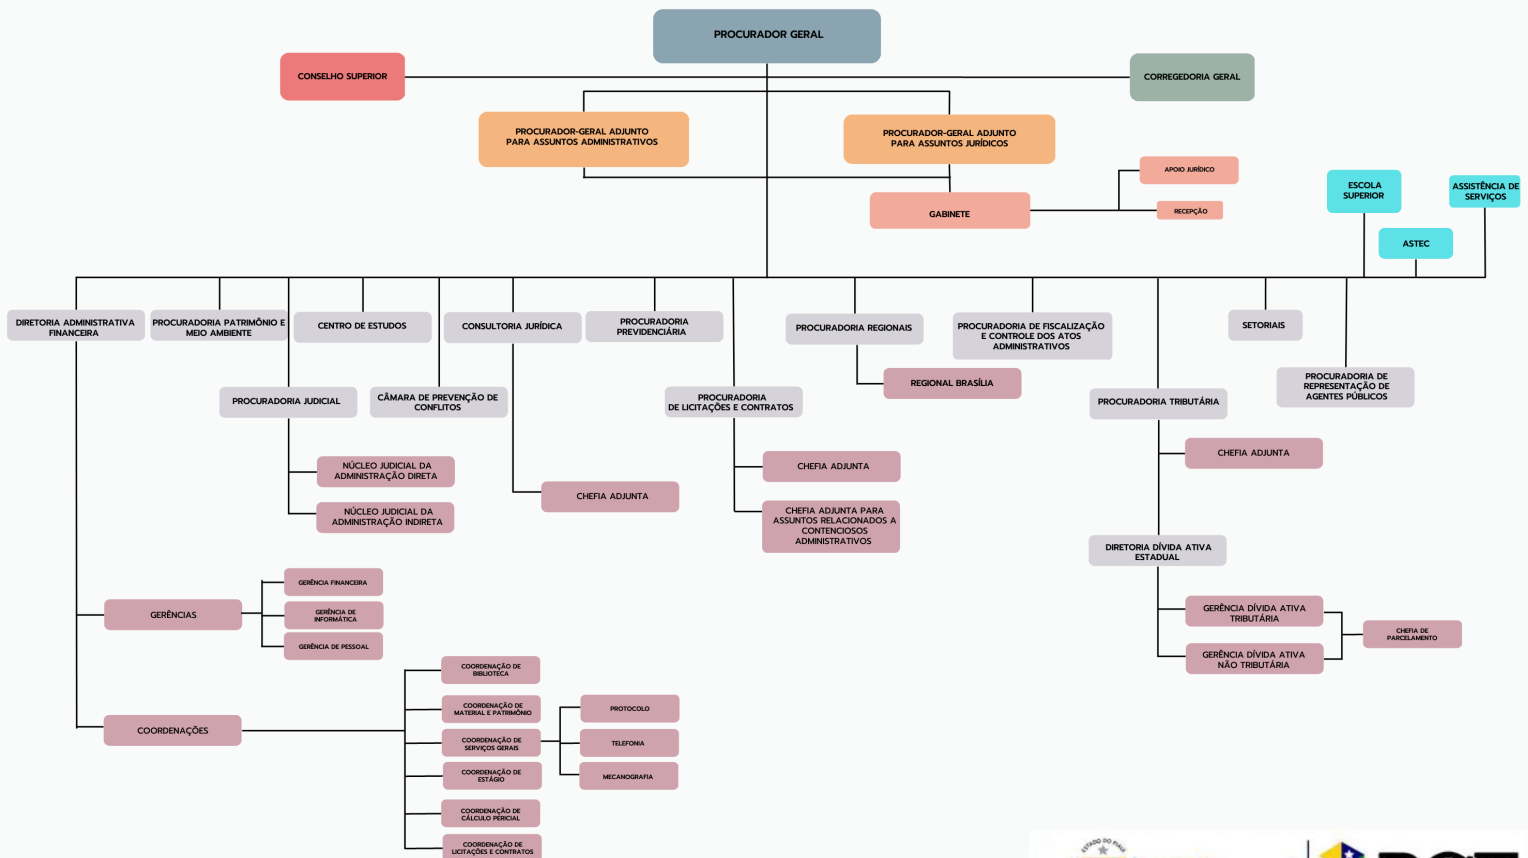 PROCURADOR GERAL
CONSELHO SUPERIOR
CORREGEDORIA GERAL
PROCURADOR-GERAL ADJUNTO
PARA ASSUNTOS ADMINISTRATIVOS
PROCURADOR-GERAL ADJUNTO
PARA ASSUNTOS JURÍDICOS
APOIO JURÍDICO
RECEPÇÃO
GABINETE
ESCOLA
SUPERIOR
ASSISTÊNCIA DE
SERVIÇOS
ASTEC
DIRETORIA ADMINISTRATIVA
FINANCEIRA
PROCURADORIA PATRIMÔNIO E
MEIO AMBIENTE
CENTRO DE ESTUDOS
CONSULTORIA JURÍDICA
PROCURADORIA
PREVIDENCIÁRIA
PROCURADORIA REGIONAIS
PROCURADORIA DE FISCALIZAÇÃO
E CONTROLE DOS ATOS
ADMINISTRATIVOS
SETORIAIS
REGIONAL BRASÍLIA
PROCURADORIA DE
REPRESENTAÇÃO DE
AGENTES PÚBLICOS
PROCURADORIA JUDICIAL
CÂMARA DE PREVENÇÃO DE
CONFLITOS
PROCURADORIA
DE LICITAÇÕES E CONTRATOS
PROCURADORIA TRIBUTÁRIA
NÚCLEO JUDICIAL DA
ADMINISTRAÇÃO DIRETA
NÚCLEO JUDICIAL DA
ADMINISTRAÇÃO INDIRETA
CHEFIA ADJUNTA
CHEFIA ADJUNTA
CHEFIA ADJUNTA PARA
ASSUNTOS RELACIONADOS A
CONTENCIOSOS
ADMINISTRATIVOS
CHEFIA ADJUNTA
DIRETORIA DÍVIDA ATIVA
ESTADUAL
GERÊNCIA DÍVIDA ATIVA
TRIBUTÁRIA
GERÊNCIA DÍVIDA ATIVA
NÃO TRIBUTÁRIA
CHEFIA DE
PARCELAMENTO
GERÊNCIAS
GERÊNCIA FINANCEIRA
GERÊNCIA DE
INFORMÁTICA
GERÊNCIA DE PESSOAL
COORDENAÇÕES
COORDENAÇÃO DE
BIBLIOTECA
COORDENAÇÃO DE
MATERIAL E PATRIMÔNIO
COORDENAÇÃO DE
SERVIÇOS GERAIS
COORDENAÇÃO DE
ESTÁGIO
COORDENAÇÃO DE
CÁLCULO PERICIAL
COORDENAÇÃO DE
LICITAÇÕES E CONTRATOS
PROTOCOLO
TELEFONIA
MECANOGRAFIA
ESTADO DO PIAUÍ